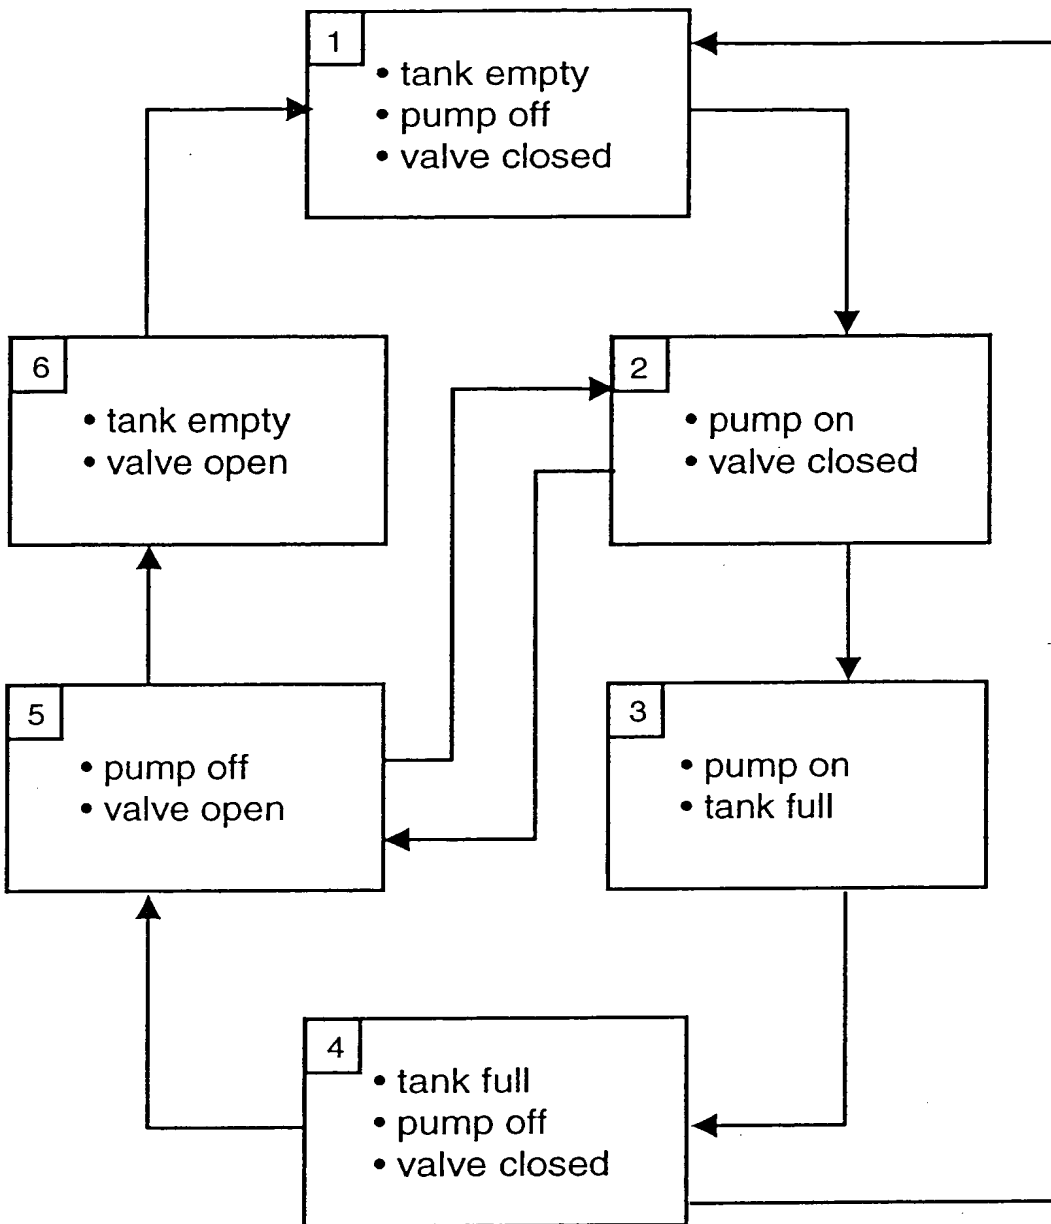 1
• tank empty
• pump off
• valve closed
6
• tank empty
• valve open
2
• pump on
• valve closed
5
• pump off
• valve open
3
• pump on
• tank full
4
• tank full
• pump off
• valve closed